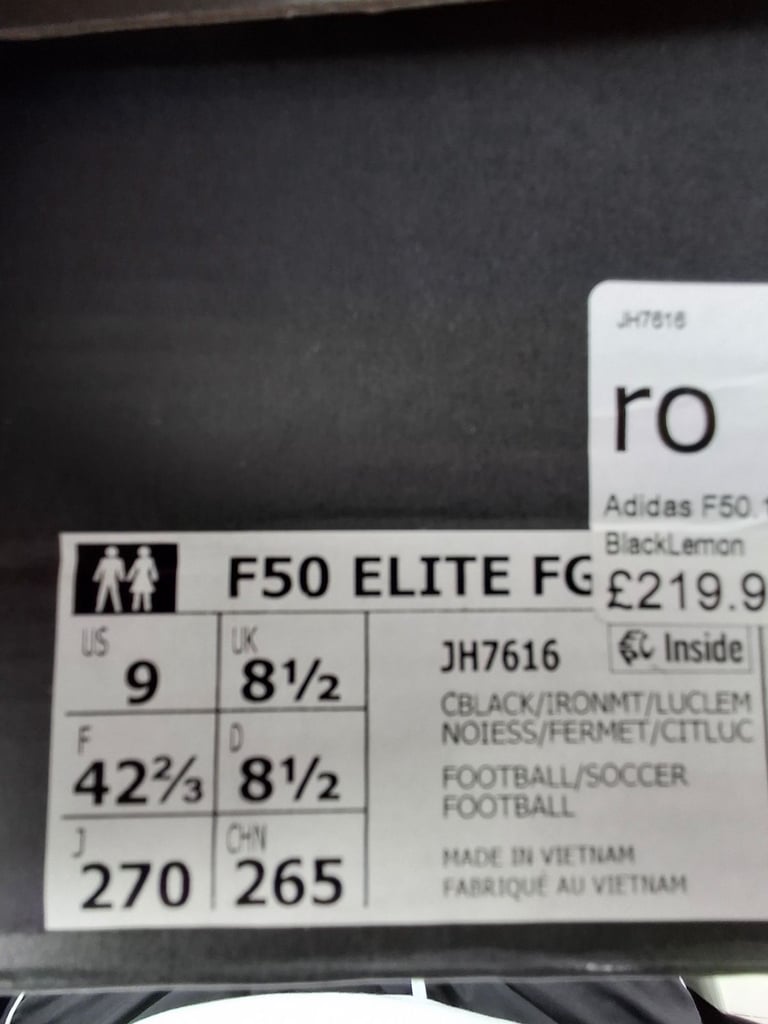 JH7616
ro
Adidas F50.1
BlackLemon
£219.9
F50 ELITE FG
US
9
UK
8½
JH7616
Inside
CBLACK/IRONMT/LUCLEM
NOIESS/FERMET/CITLUC
F
42⅔
D
8½
FOOTBALL/SOCCER
FOOTBALL
J
270
CHN
265
MADE IN VIETNAM
FABRIQUÉ AU VIETNAM